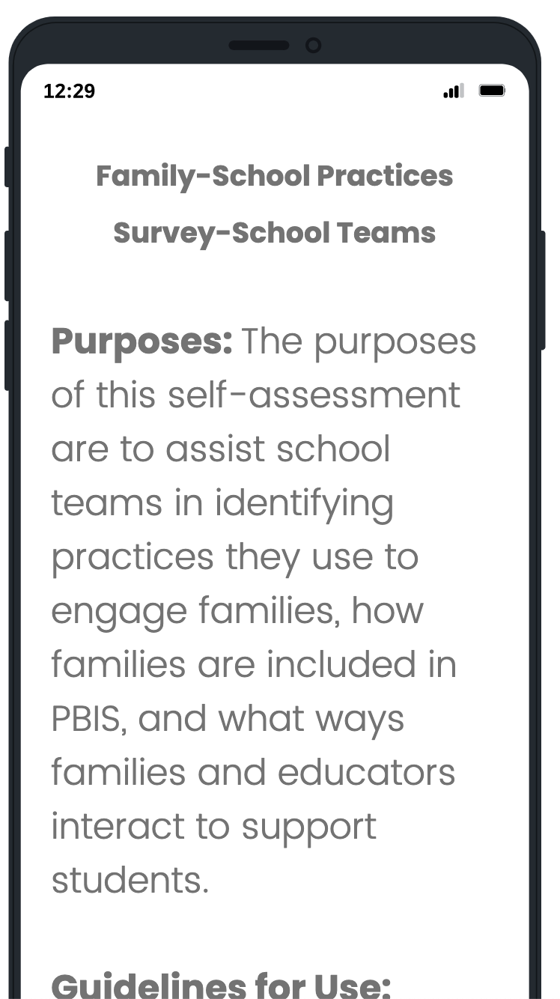 12:29
Family-School Practices
Survey-School Teams
Purposes: The purposes
of this self-assessment
are to assist school
teams in identifying
practices they use to
engage families, how
families are included in
PBIS, and what ways
families and educators
interact to support
students.
Guidelines for Use: